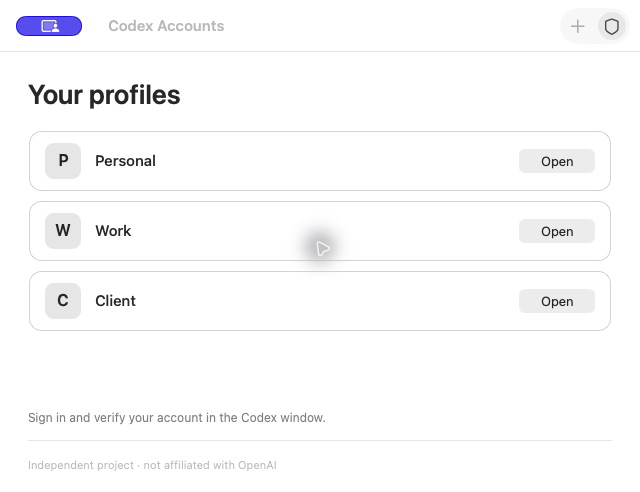 Codex Accounts
Your profiles
P Personal Open
W Work Open
C Client Open
Sign in and verify your account in the Codex window.
Independent project · not affiliated with OpenAI